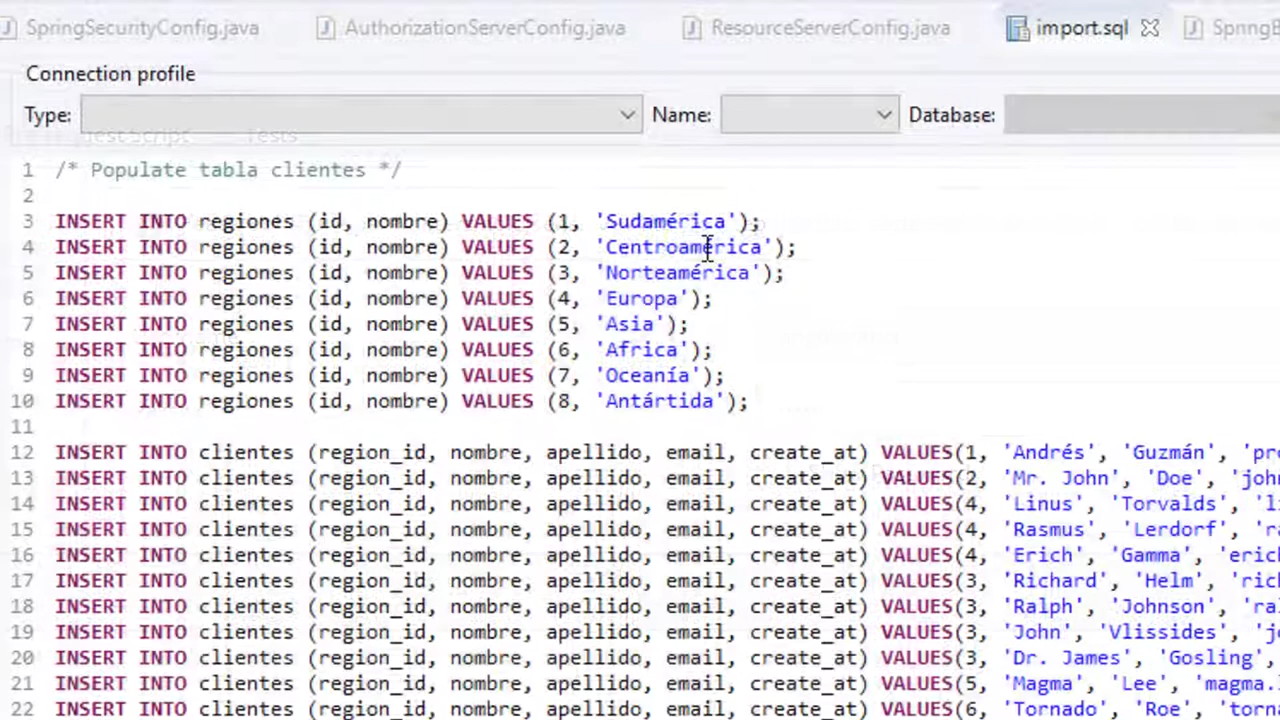 SpringSecurityConfig.java AuthorizationServerConfig.java ResourceServerConfig.java import.sql
Connection profile
Type: Name: Database:
Tests
1 /* Populate tabla clientes */
2
3 INSERT INTO regiones (id, nombre) VALUES (1, 'Sudamérica');
4 INSERT INTO regiones (id, nombre) VALUES (2, 'Centroamérica');
5 INSERT INTO regiones (id, nombre) VALUES (3, 'Norteamérica');
6 INSERT INTO regiones (id, nombre) VALUES (4, 'Europa');
7 INSERT INTO regiones (id, nombre) VALUES (5, 'Asia');
8 INSERT INTO regiones (id, nombre) VALUES (6, 'Africa');
9 INSERT INTO regiones (id, nombre) VALUES (7, 'Oceanía');
10 INSERT INTO regiones (id, nombre) VALUES (8, 'Antártida');
11
12 INSERT INTO clientes (region_id, nombre, apellido, email, create_at) VALUES(1, 'Andrés', 'Guzmán', 'pro
13 INSERT INTO clientes (region_id, nombre, apellido, email, create_at) VALUES(2, 'Mr. John', 'Doe', 'john
14 INSERT INTO clientes (region_id, nombre, apellido, email, create_at) VALUES(4, 'Linus', 'Torvalds', 'li
15 INSERT INTO clientes (region_id, nombre, apellido, email, create_at) VALUES(4, 'Rasmus', 'Lerdorf', 'ra
16 INSERT INTO clientes (region_id, nombre, apellido, email, create_at) VALUES(4, 'Erich', 'Gamma', 'eric
17 INSERT INTO clientes (region_id, nombre, apellido, email, create_at) VALUES(3, 'Richard', 'Helm', 'rich
18 INSERT INTO clientes (region_id, nombre, apellido, email, create_at) VALUES(3, 'Ralph', 'Johnson', 'ral
19 INSERT INTO clientes (region_id, nombre, apellido, email, create_at) VALUES(3, 'John', 'Vlissides', 'jo
20 INSERT INTO clientes (region_id, nombre, apellido, email, create_at) VALUES(3, 'Dr. James', 'Gosling',
21 INSERT INTO clientes (region_id, nombre, apellido, email, create_at) VALUES(5, 'Magma', 'Lee', 'magma.l
22 INSERT INTO clientes (region_id, nombre, apellido, email, create_at) VALUES(6, 'Tornado', 'Roe', 'torna